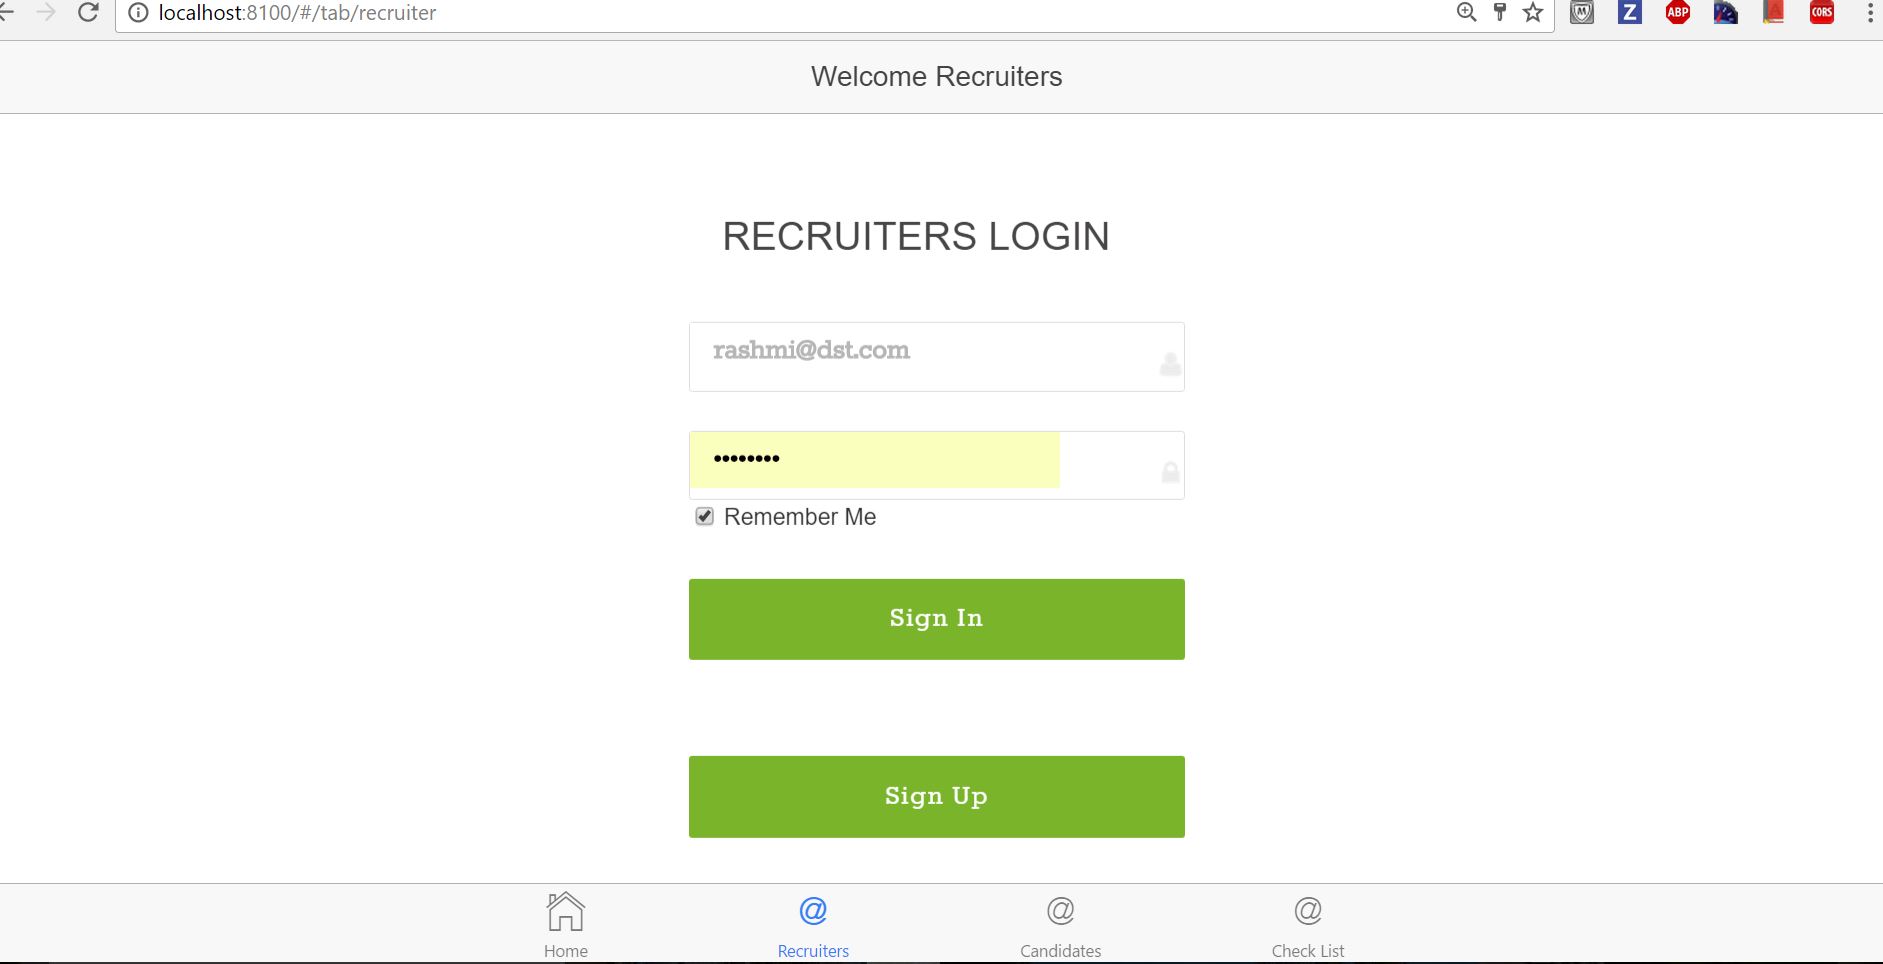 localhost:8100/#/tab/recruiter
Z
ABP
CORS
Welcome Recruiters
RECRUITERS LOGIN
rashmi@dst.com
••••••••
Remember Me
Sign In
Sign Up
@ @ @
Home Recruiters Candidates Check List